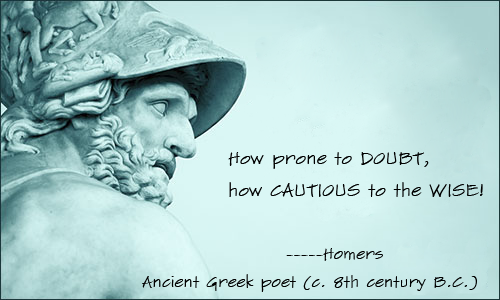 How prone to DOUBT,
how CAUTIOUS to the WISE!
-----Homers
Ancient Greek poet (c. 8th century B.C.)